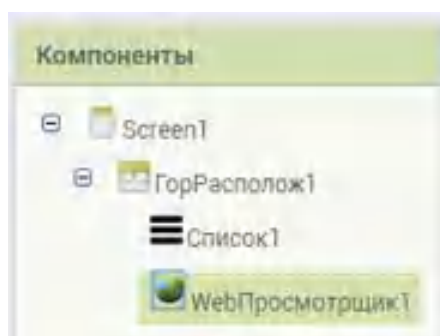 Компоненты
Screen1
ГорРасполож1
Список1
WebПросмотрщик1